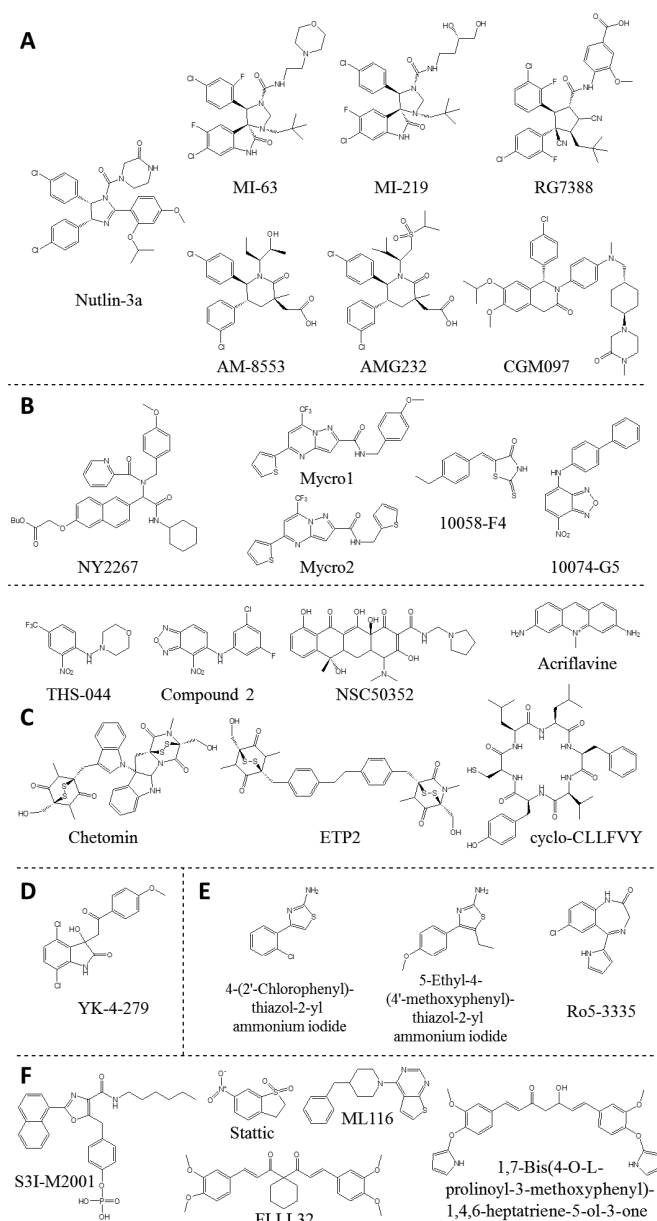 A
MI-63
MI-219
RG7388
Nutlin-3a
AM-8553
AMG232
CGM097
B
NY2267
Mycro1
Mycro2
10058-F4
10074-G5
THS-044
Compound 2
NSC50352
Acriflavine
C
Chetomin
ETP2
cyclo-CLLFVY
D
YK-4-279
E
4-(2'-Chlorophenyl)-
thiazol-2-yl
ammonium iodide
5-Ethyl-4-
(4'-methoxyphenyl)-
thiazol-2-yl
ammonium iodide
Ro5-3335
F
S3I-M2001
Stattic
ML116
FLLL32
1,7-Bis(4-O-L-
prolinoyl-3-methoxyphenyl)-
1,4,6-heptatriene-5-ol-3-one